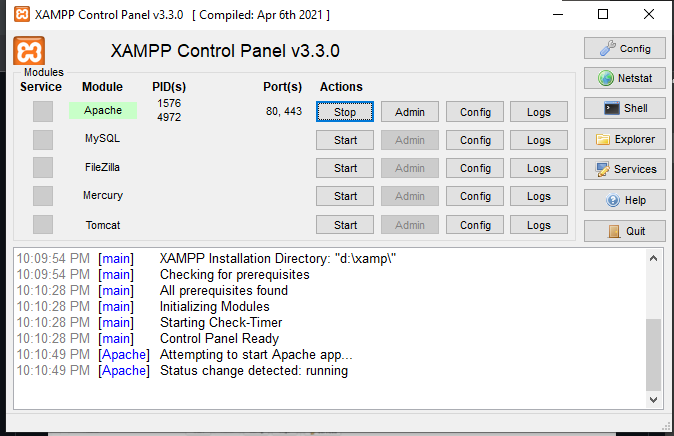 XAMPP Control Panel v3.3.0 [ Compiled: Apr 6th 2021 ]
XAMPP Control Panel v3.3.0
Config
Modules
Service Module PID(s) Port(s) Actions
Netstat
Apache 1576
4972 80, 443 Stop Admin Config Logs
Shell
MySQL Start Admin Config Logs
Explorer
FileZilla Start Admin Config Logs
Services
Mercury Start Admin Config Logs
Help
Tomcat Start Admin Config Logs
Quit
10:09:54 PM [main] XAMPP Installation Directory: "d:\xamp\"
10:09:54 PM [main] Checking for prerequisites
10:10:28 PM [main] All prerequisites found
10:10:28 PM [main] Initializing Modules
10:10:28 PM [main] Starting Check-Timer
10:10:28 PM [main] Control Panel Ready
10:10:49 PM [Apache] Attempting to start Apache app...
10:10:49 PM [Apache] Status change detected: running